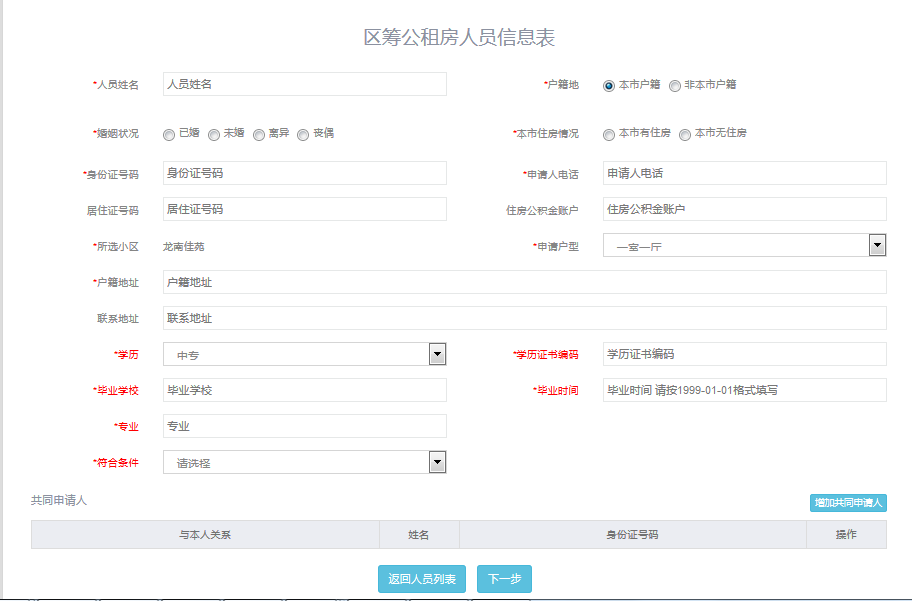 区筹公租房人员信息表
*人员姓名 人员姓名 *户籍地 本市户籍 非本市户籍
*婚姻状况 已婚 未婚 离异 丧偶 *本市住房情况 本市有住房 本市无住房
*身份证号码 身份证号码 *申请人电话 申请人电话
居住证号码 居住证号码 住房公积金账户 住房公积金账户
*所选小区 龙南佳苑 *申请户型 一室一厅
*户籍地址 户籍地址
联系地址 联系地址
*学历 中专 *学历证书编码 学历证书编码
*毕业学校 毕业学校 *毕业时间 毕业时间 请按1999-01-01格式填写
*专业 专业
*符合条件 请选择
共同申请人 增加共同申请人
与本人关系 姓名 身份证号码 操作
返回人员列表 下一步